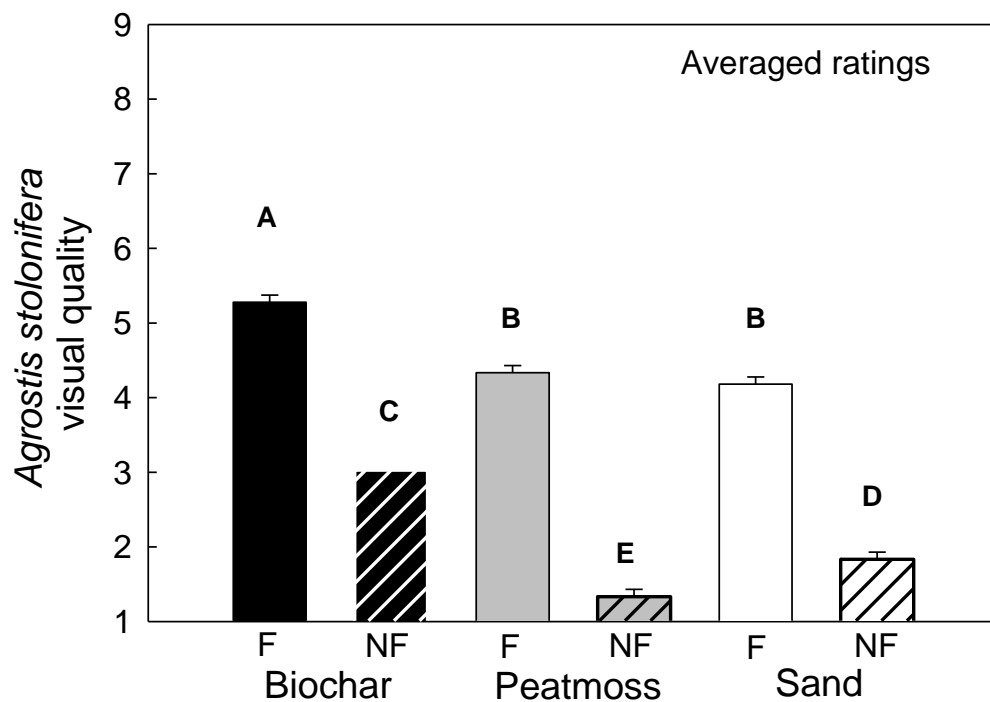 Averaged ratings
9
8
7
6
5
4
3
2
1
Agrostis stolonifera
visual quality
A
C
B
E
B
D
F NF F NF F NF
Biochar Peatmoss Sand